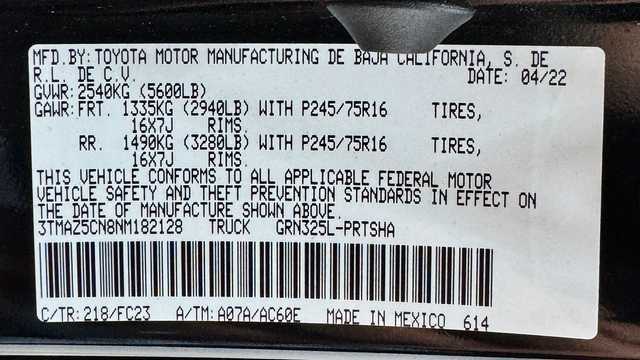 MFD.BY: TOYOTA MOTOR MANUFACTURING DE BAJA CALIFORNIA, S. DE
R.L. DE C.V. DATE: 04/22
GVWR: 2540KG (5600LB)
GAWR: FRT. 1335KG (2940LB) WITH P245/75R16 TIRES,
16X7J RIMS.
RR. 1490KG (3280LB) WITH P245/75R16 TIRES,
16X7J RIMS.
THIS VEHICLE CONFORMS TO ALL APPLICABLE FEDERAL MOTOR
VEHICLE SAFETY AND THEFT PREVENTION STANDARDS IN EFFECT ON
THE DATE OF MANUFACTURE SHOWN ABOVE.
3TMAZ5CN8NM182128 TRUCK GRN325L-PRTSHA
C/TR: 218/FC23 A/TM: A07A/AC60E MADE IN MEXICO 614